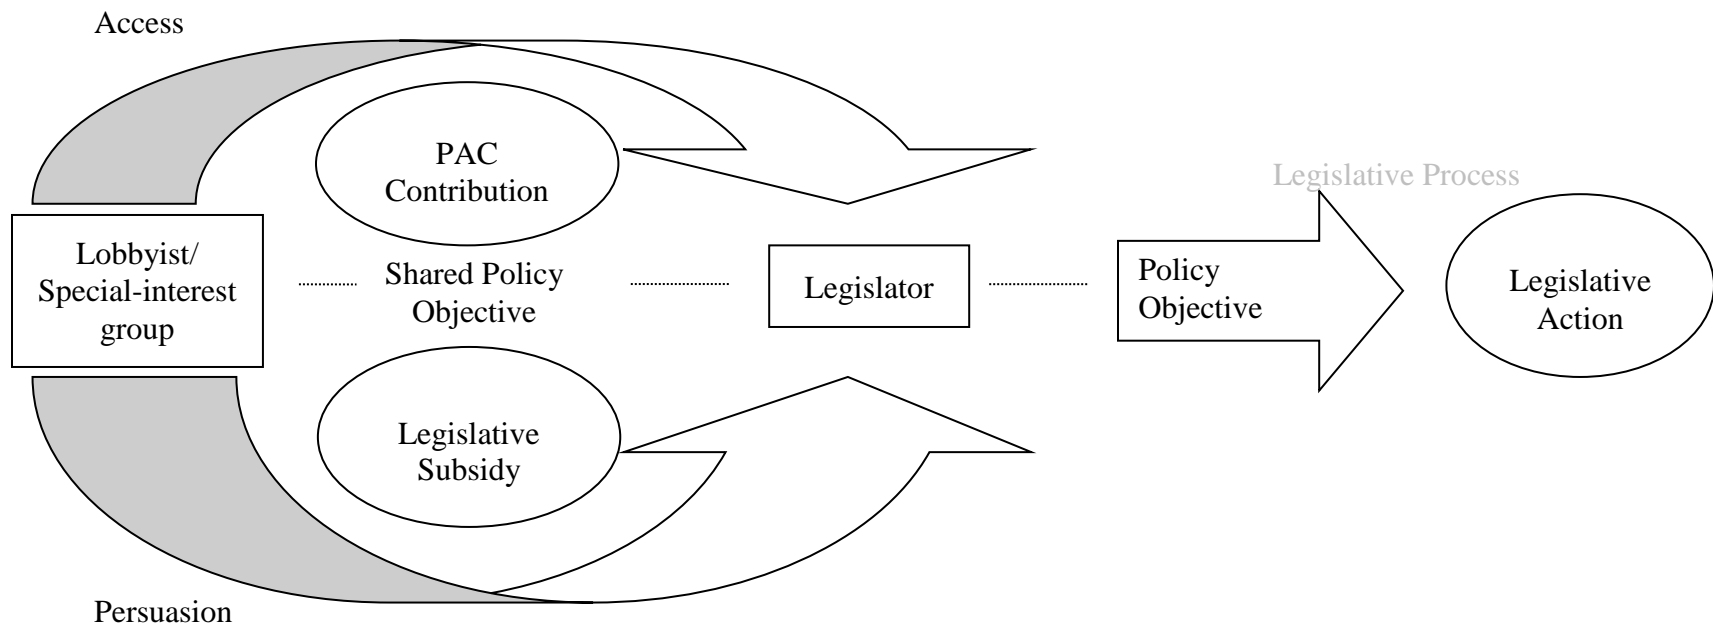 Access
PAC
Contribution
Legislative Process
Lobbyist/
Special-interest
group
Shared Policy
Objective
Legislator
Policy
Objective
Legislative
Action
Legislative
Subsidy
Persuasion